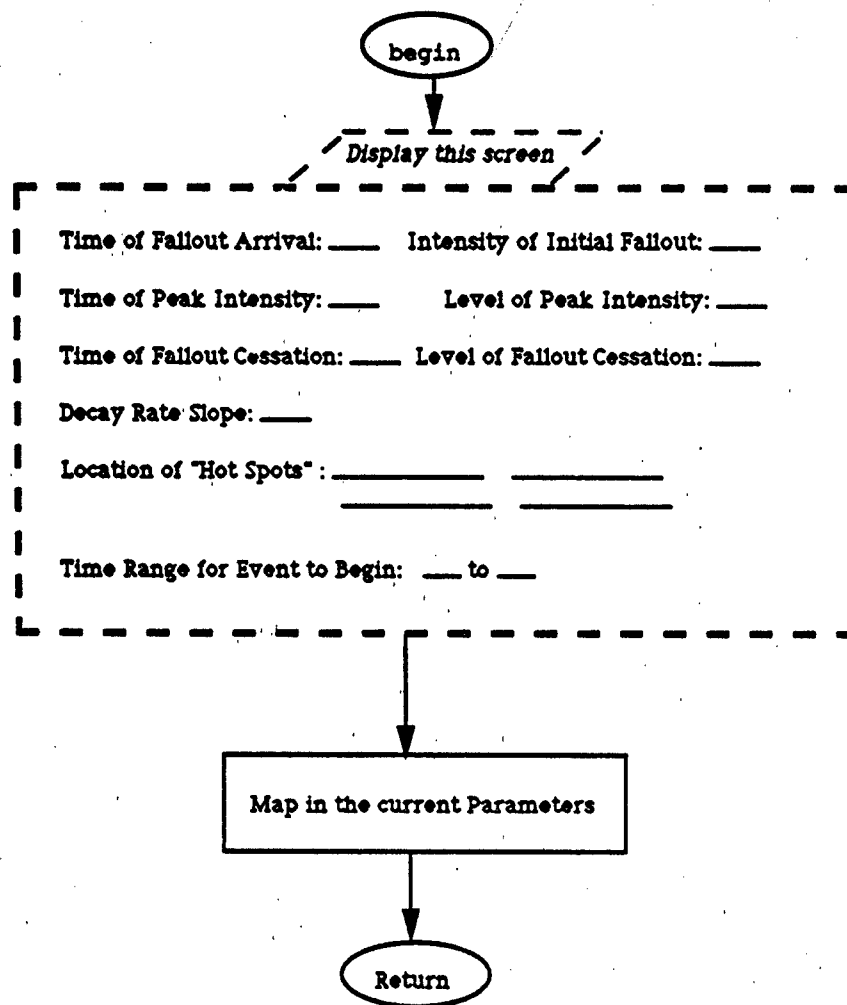 begin
Display this screen
Time of Fallout Arrival: ____ Intensity of Initial Fallout: ____
Time of Peak Intensity: ____ Level of Peak Intensity: ____
Time of Fallout Cessation: ____ Level of Fallout Cessation: ____
Decay Rate Slope: ____
Location of "Hot Spots" : ____________ ____________
____________ ____________
Time Range for Event to Begin: ___ to ___
Map in the current Parameters
Return